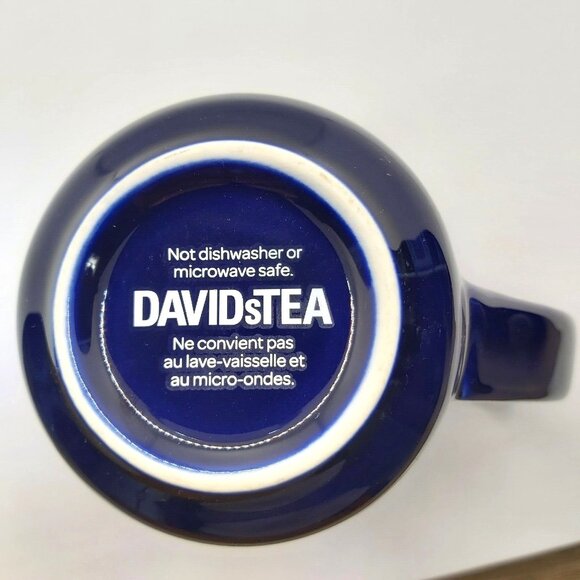 Not dishwasher or
microwave safe.
DAVIDsTEA
Ne convient pas
au lave-vaisselle et
au micro-ondes.